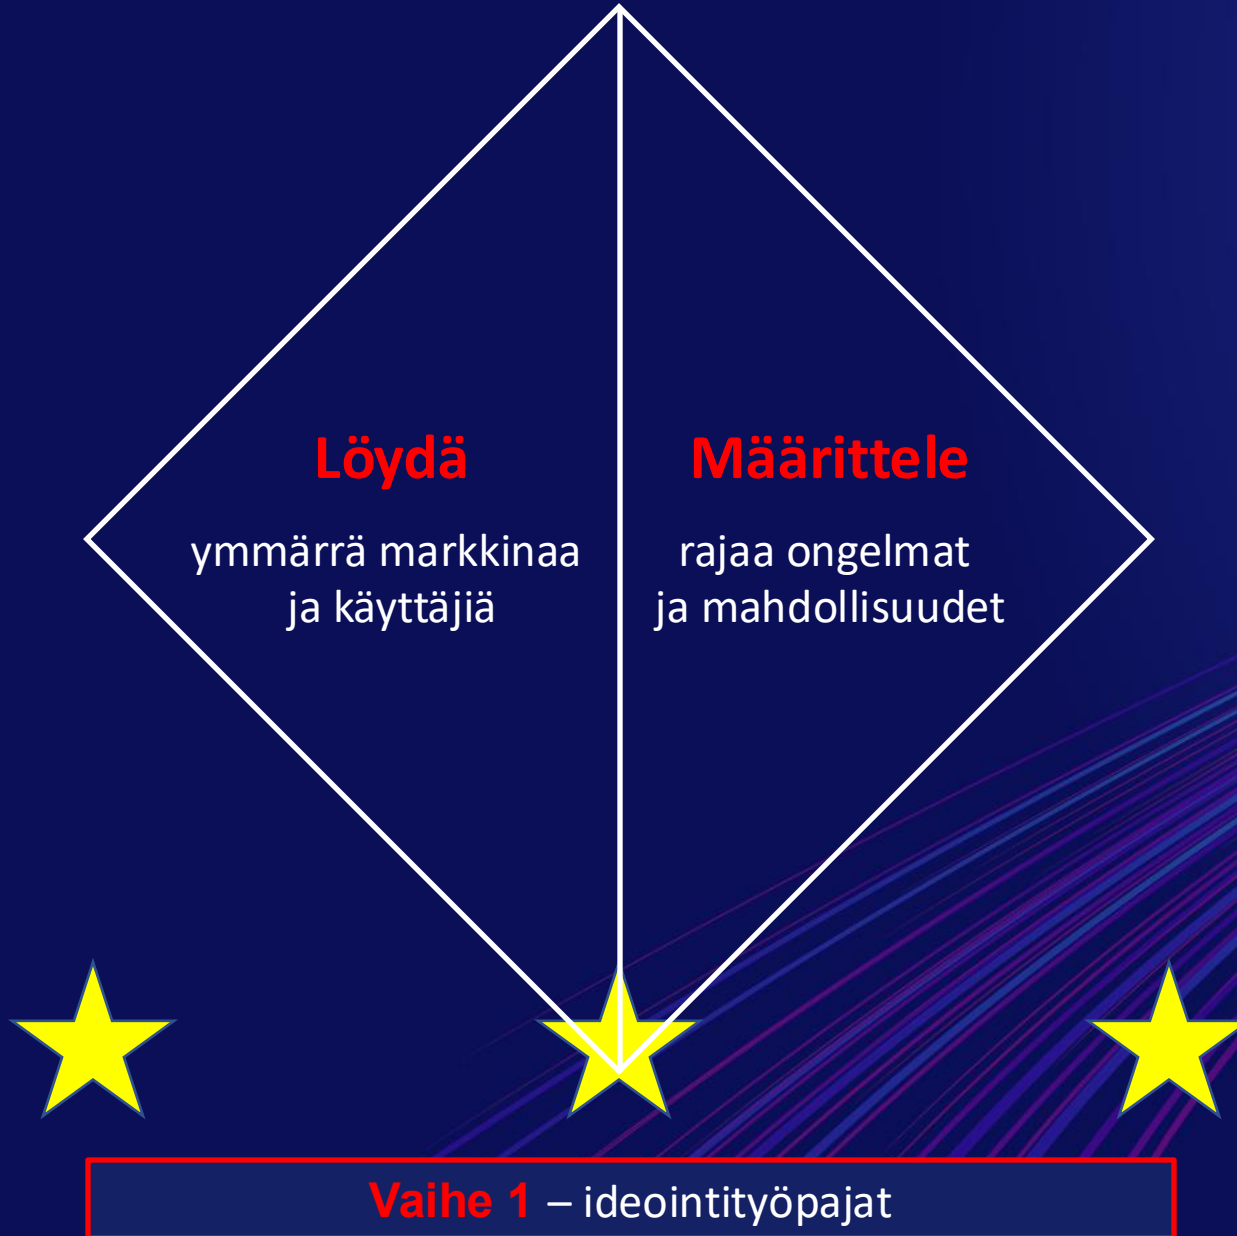 Löydä
ymmärrä markkinaa
ja käyttäjiä
Määrittele
rajaa ongelmat
ja mahdollisuudet
Vaihe 1 – ideointityöpajat